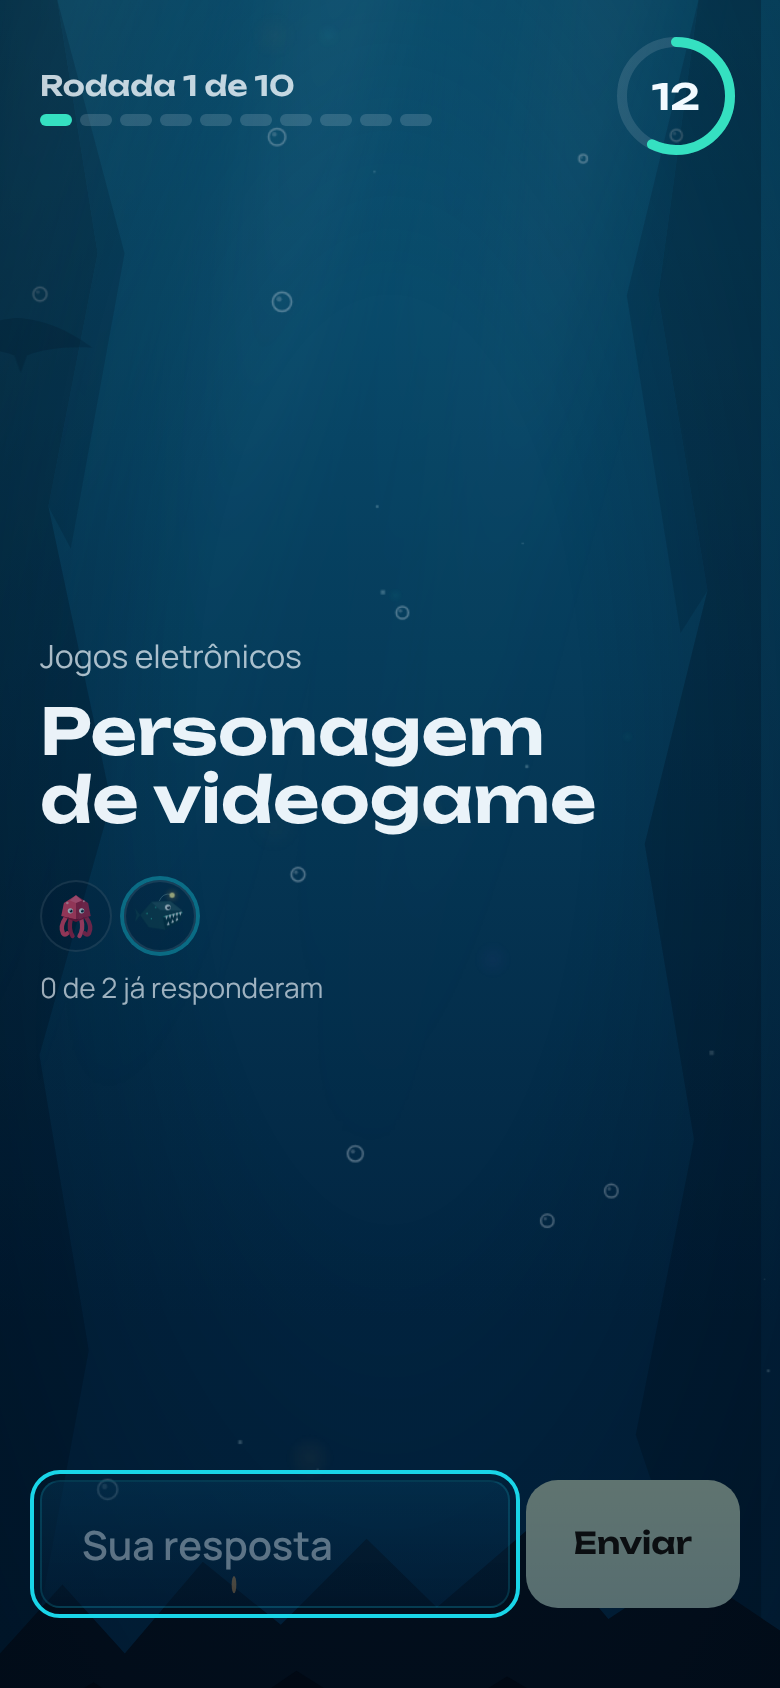 Rodada 1 de 10
12
Jogos eletrônicos
Personagem
de videogame
0 de 2 já responderam
Sua resposta
Enviar